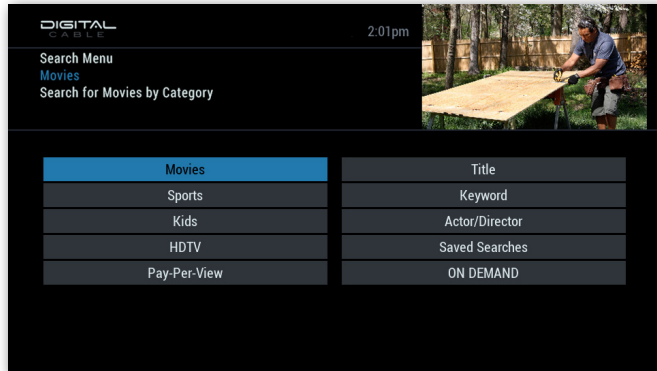 DIGITAL
CABLE
2:01pm
Search Menu
Movies
Search for Movies by Category
Movies
Title
Sports
Keyword
Kids
Actor/Director
HDTV
Saved Searches
Pay-Per-View
ON DEMAND